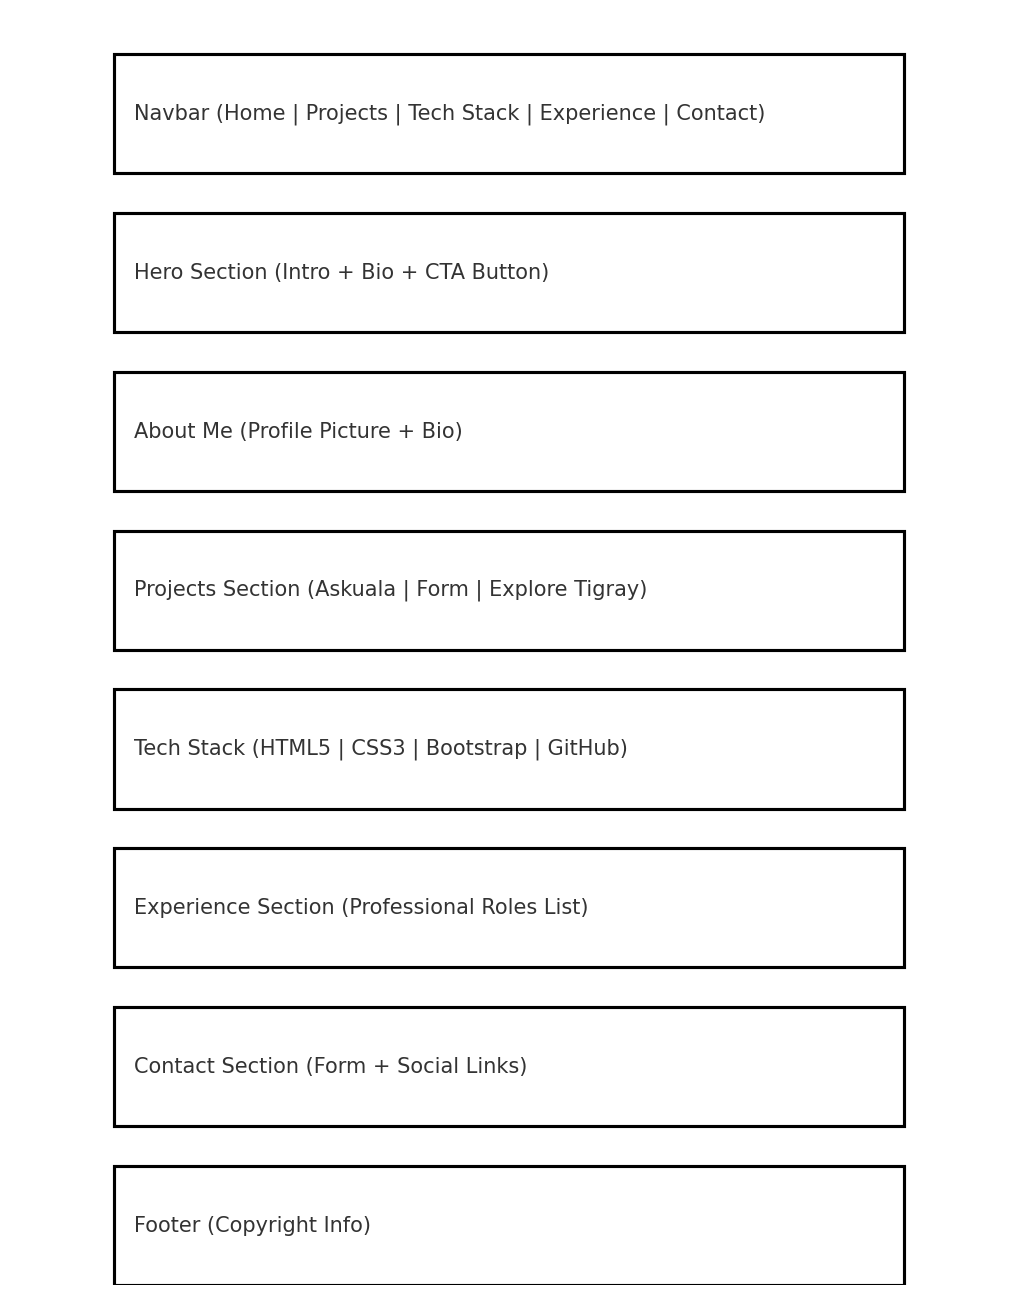 Navbar (Home | Projects | Tech Stack | Experience | Contact)
Hero Section (Intro + Bio + CTA Button)
About Me (Profile Picture + Bio)
Projects Section (Askuala | Form | Explore Tigray)
Tech Stack (HTML5 | CSS3 | Bootstrap | GitHub)
Experience Section (Professional Roles List)
Contact Section (Form + Social Links)
Footer (Copyright Info)